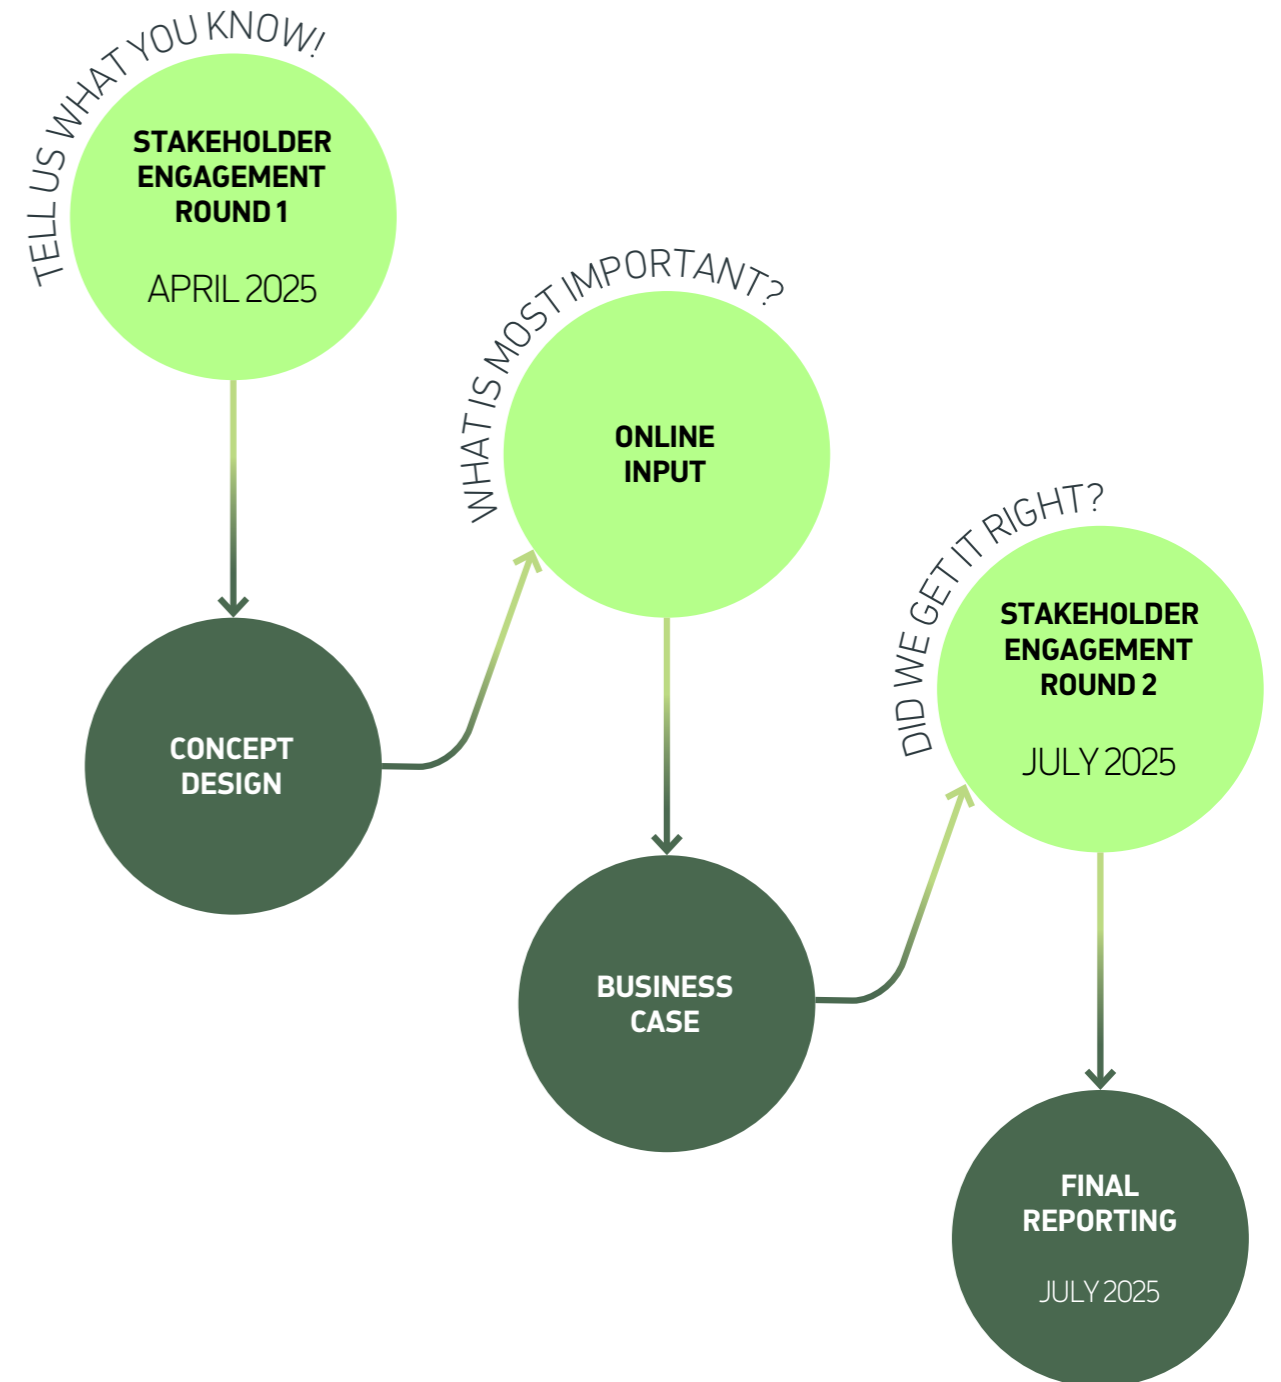 TELL US WHAT YOU KNOW!
STAKEHOLDER
ENGAGEMENT
ROUND 1
APRIL 2025
CONCEPT
DESIGN
WHAT IS MOST IMPORTANT?
ONLINE
INPUT
BUSINESS
CASE
DID WE GET IT RIGHT?
STAKEHOLDER
ENGAGEMENT
ROUND 2
JULY 2025
FINAL
REPORTING
JULY 2025